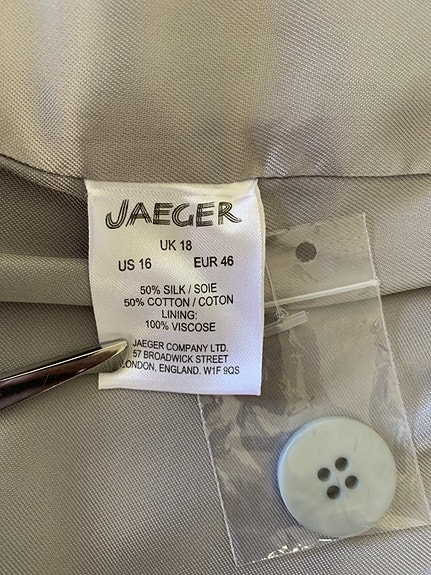 JAEGER
UK 18
US 16 EUR 46
50% SILK / SOIE
50% COTTON / COTON
LINING:
100% VISCOSE
JAEGER COMPANY LTD.
57 BROADWICK STREET
LONDON, ENGLAND, W1F 9QS